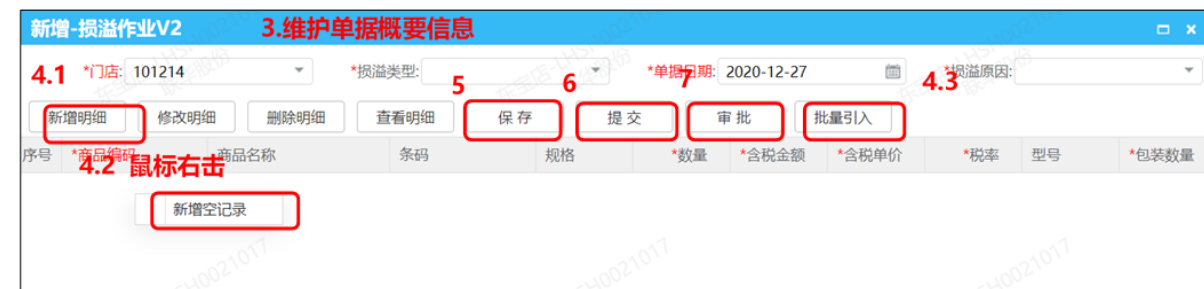 新增-损溢作业V2 3.维护单据概要信息
4.1 *门店: 101214 *损溢类型: *单据日期: 2020-12-27 *损溢原因:
5 6 7 4.3
新增明细 修改明细 删除明细 查看明细 保存 提交 审批 批量引入
序号 *商品编码 商品名称 条码 规格 *数量 *含税金额 *含税单价 *税率 型号 *包装数量
4.2 鼠标右击
新增空记录